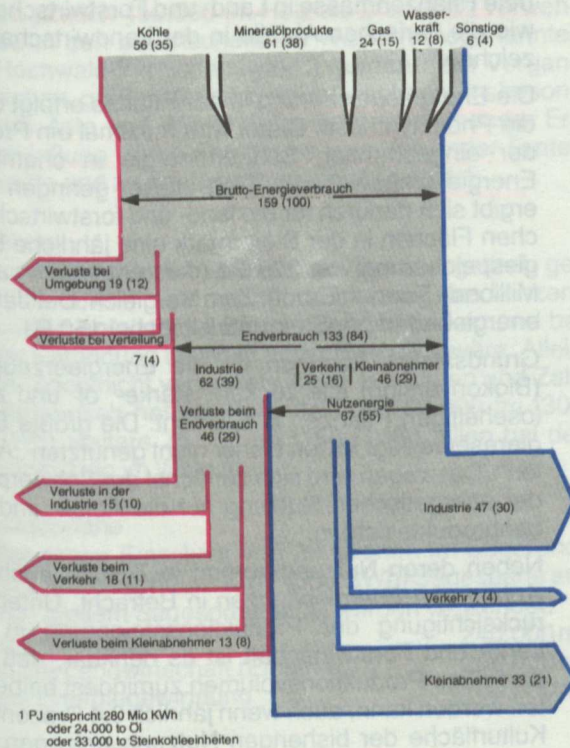 Kohle
56 (35)
Mineralölprodukte
61 (38)
Gas
24 (15)
Wasser-
kraft
12 (8)
Sonstige
6 (4)
Brutto-Energieverbrauch
159 (100)
Verluste bei
Umgebung 19 (12)
Verluste bei Verteilung
7 (4)
Endverbrauch 133 (84)
Industrie
62 (39)
Verkehr
25 (16)
Kleinabnehmer
46 (29)
Nutzenergie
87 (55)
Verluste beim
Endverbrauch
46 (29)
Verluste in der
Industrie 15 (10)
Industrie 47 (30)
Verluste beim
Verkehr 18 (11)
Verkehr 7 (4)
Verluste beim Kleinabnehmer 13 (8)
Kleinabnehmer 33 (21)
1 PJ entspricht 280 Mio KWh
oder 24.000 to Öl
oder 33.000 to Steinkohleeinheiten